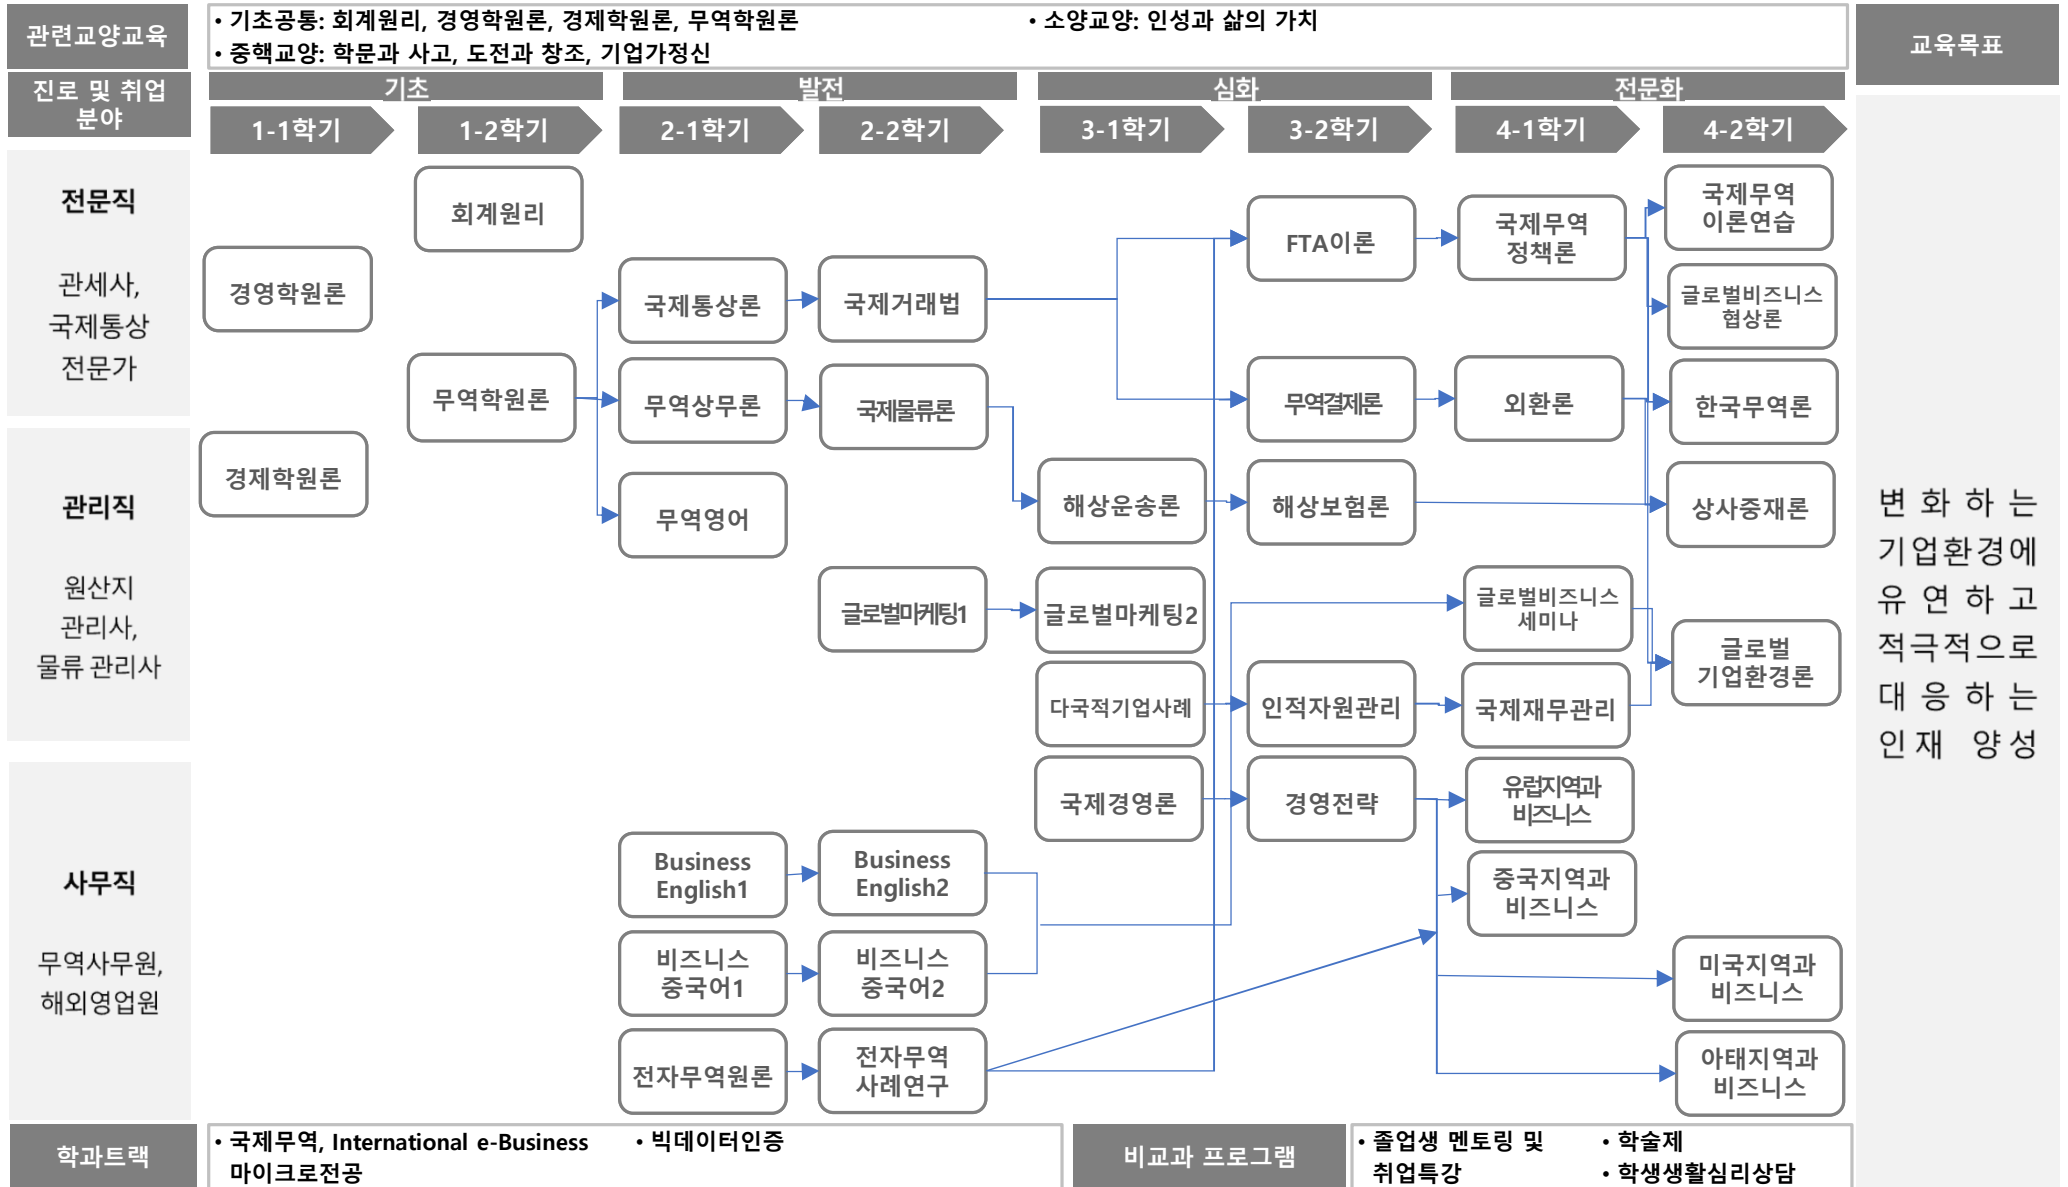 관련교양교육
• 기초공통: 회계원리, 경영학원론, 경제학원론, 무역학원론
• 소양교양: 인성과 삶의 가치
• 중핵교양: 학문과 사고, 도전과 창조, 기업가정신
교육목표
진로 및 취업
분야
기초
발전
심화
전문화
1-1학기
1-2학기
2-1학기
2-2학기
3-1학기
3-2학기
4-1학기
4-2학기
전문직
관세사,
국제통상
전문가
관리직
원산지
관리사,
물류 관리사
사무직
무역사무원,
해외영업원
경영학원론
경제학원론
회계원리
무역학원론
국제통상론
무역상무론
무역영어
Business
English1
비즈니스
중국어1
전자무역원론
국제거래법
국제물류론
글로벌마케팅1
Business
English2
비즈니스
중국어2
전자무역
사례연구
해상운송론
글로벌마케팅2
다국적기업사례
국제경영론
FTA이론
무역결제론
해상보험론
인적자원관리
경영전략
국제무역
정책론
외환론
글로벌비즈니스
세미나
국제재무관리
유럽지역과
비즈니스
중국지역과
비즈니스
국제무역
이론연습
글로벌비즈니스
협상론
한국무역론
상사중재론
글로벌
기업환경론
미국지역과
비즈니스
아태지역과
비즈니스
변 화 하 는
기업환경에
유 연 하 고
적극적으로
대 응 하 는
인재 양성
학과트랙
• 국제무역, International e-Business
마이크로전공
• 빅데이터인증
비교과 프로그램
• 졸업생 멘토링 및
취업특강
• 학술제
• 학생생활심리상담